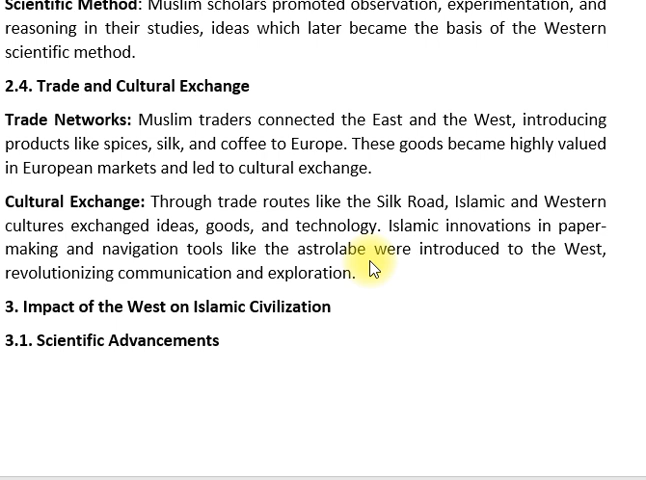 Scientific Method: Muslim scholars promoted observation, experimentation, and
reasoning in their studies, ideas which later became the basis of the Western
scientific method.
2.4. Trade and Cultural Exchange
Trade Networks: Muslim traders connected the East and the West, introducing
products like spices, silk, and coffee to Europe. These goods became highly valued
in European markets and led to cultural exchange.
Cultural Exchange: Through trade routes like the Silk Road, Islamic and Western
cultures exchanged ideas, goods, and technology. Islamic innovations in paper-
making and navigation tools like the astrolabe were introduced to the West,
revolutionizing communication and exploration.
3. Impact of the West on Islamic Civilization
3.1. Scientific Advancements